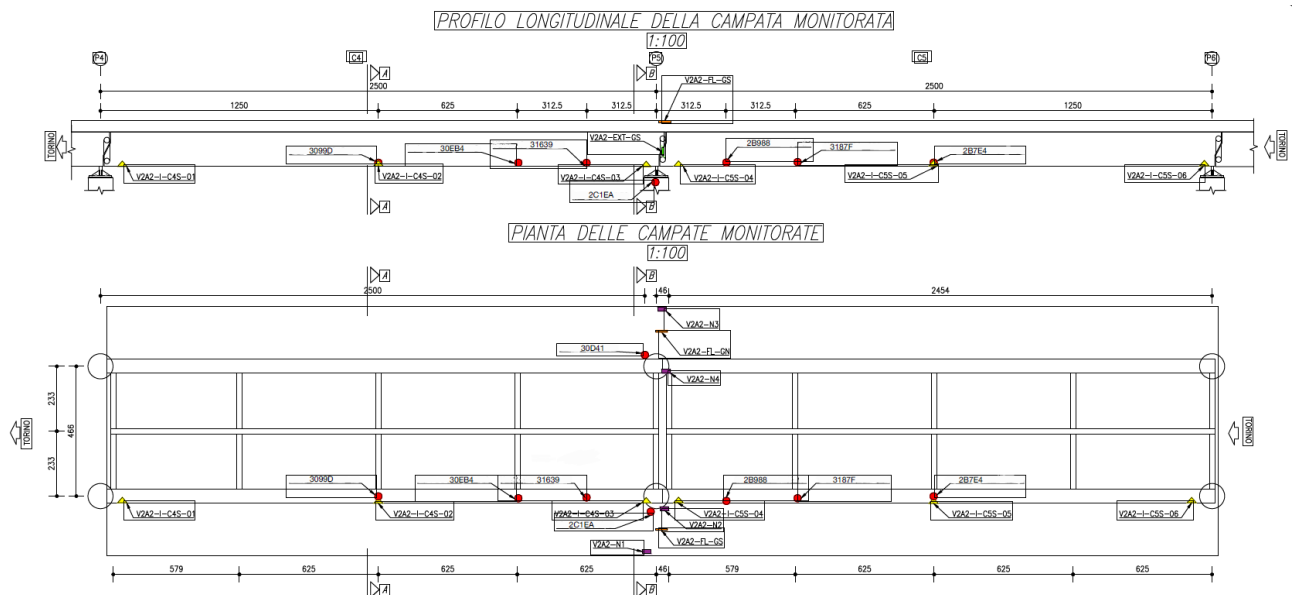 PROFILO LONGITUDINALE DELLA CAMPATA MONITORATA
1:100
P4
C4
P5
C5
P6
A
B
V2A2-FL-GS
2500
2500
1250
625
312.5
312.5
312.5
625
1250
TORINO
V2A2-EXT-GS
TORINO
3099D
30EB4
31639
2B988
3187F
2B7E4
V2A2-I-C4S-01
V2A2-I-C4S-02
V2A2-I-C4S-03
V2A2-I-C5S-04
V2A2-I-C5S-05
V2A2-I-C5S-06
2C1EA
A
B
PIANTA DELLE CAMPATE MONITORATE
1:100
A
B
2500
46
2454
V2A2-N3
30D41
V2A2-FL-GN
V2A2-N4
233
466
233
TORINO
TORINO
3099D
30EB4
31639
2B988
3187F
2B7E4
V2A2-I-C4S-01
V2A2-I-C4S-02
V2A2-I-C4S-03
V2A2-I-C5S-04
V2A2-I-C5S-05
V2A2-I-C5S-06
2C1EA
V2A2-N2
V2A2-FL-GS
V2A2-N1
579
625
625
625
46
579
625
625
625
A
B